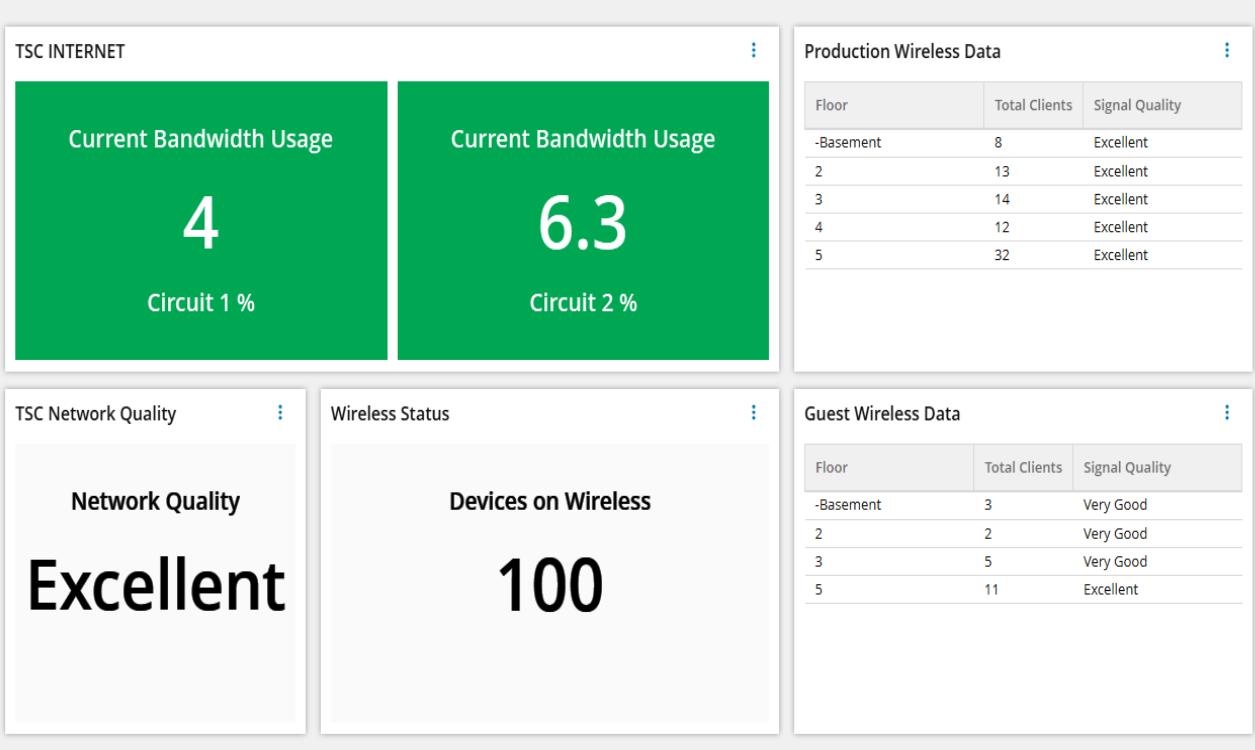 TSC INTERNET
Current Bandwidth Usage
4
Circuit 1 %
Current Bandwidth Usage
6.3
Circuit 2 %
Production Wireless Data
Floor Total Clients Signal Quality
-Basement 8 Excellent
2 13 Excellent
3 14 Excellent
4 12 Excellent
5 32 Excellent
TSC Network Quality
Network Quality
Excellent
Wireless Status
Devices on Wireless
100
Guest Wireless Data
Floor Total Clients Signal Quality
-Basement 3 Very Good
2 2 Very Good
3 5 Very Good
5 11 Excellent